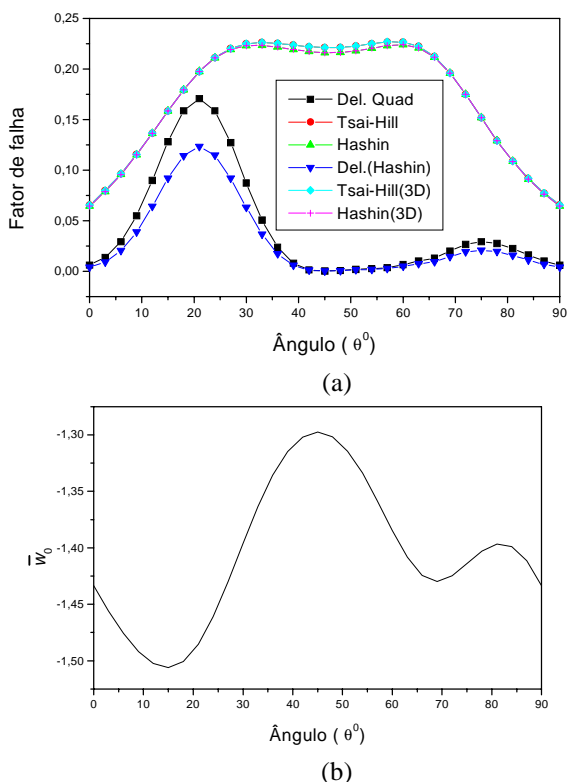 0,25
0,20
0,15
0,10
0,05
0,00
Fator de falha
Del. Quad
Tsai-Hill
Hashin
Del.(Hashin)
Tsai-Hill(3D)
Hashin(3D)
0 10 20 30 40 50 60 70 80 90
Ângulo ( θ⁰)
(a)
-1,30
-1,35
-1,40
-1,45
-1,50
w̅₀
0 10 20 30 40 50 60 70 80 90
Ângulo ( θ⁰)
(b)